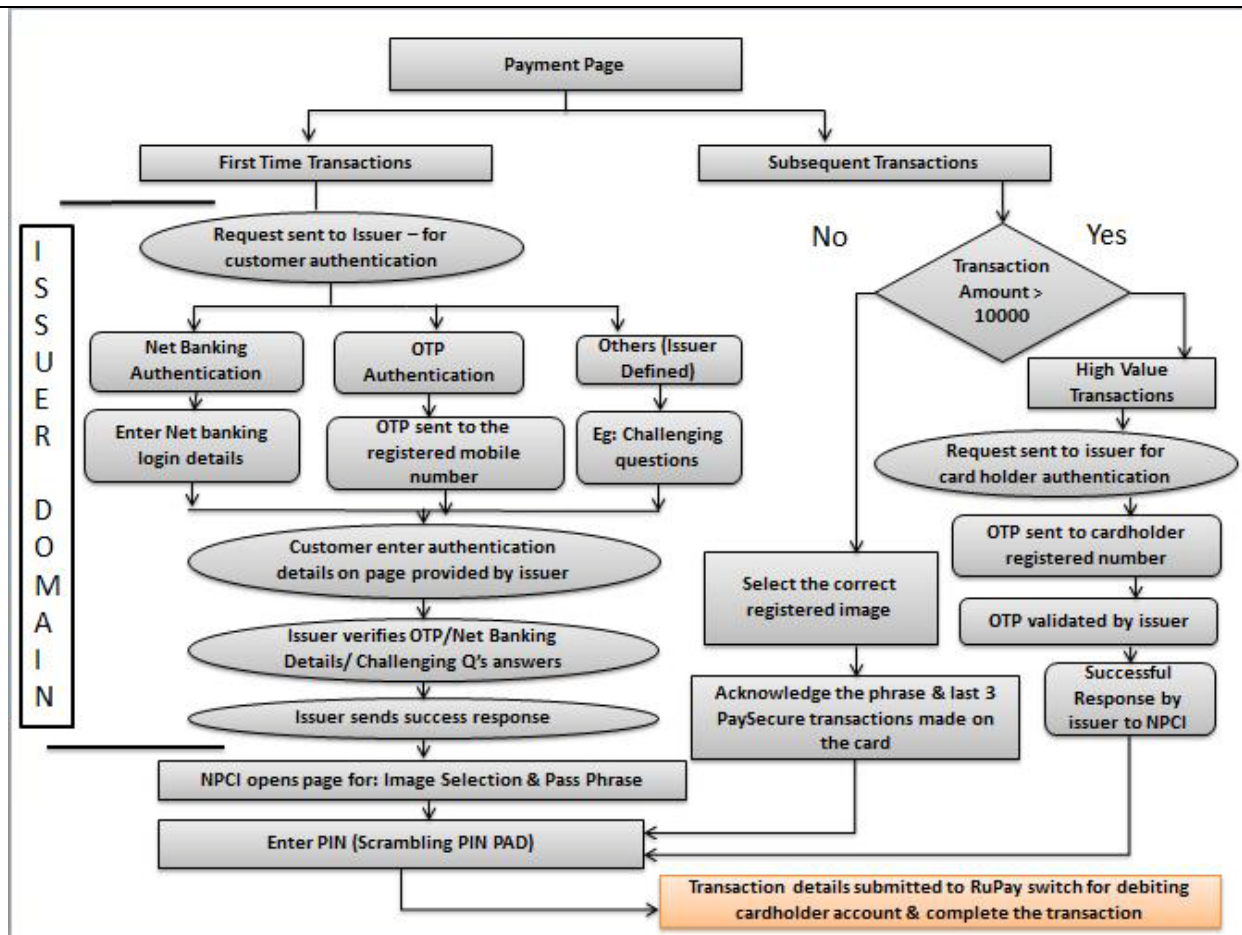 Payment Page
First Time Transactions
Subsequent Transactions
ISSUER DOMAIN
Request sent to Issuer – for
customer authentication
Net Banking
Authentication
OTP
Authentication
Others (Issuer
Defined)
Enter Net banking
login details
OTP sent to the
registered mobile
number
Eg: Challenging
questions
Customer enter authentication
details on page provided by issuer
Issuer verifies OTP/Net Banking
Details/ Challenging Q's answers
Issuer sends success response
NPCI opens page for: Image Selection & Pass Phrase
Enter PIN (Scrambling PIN PAD)
No
Yes
Transaction
Amount >
10000
High Value
Transactions
Request sent to issuer for
card holder authentication
OTP sent to cardholder
registered number
OTP validated by issuer
Successful
Response by
issuer to NPCI
Select the correct
registered image
Acknowledge the phrase & last 3
PaySecure transactions made on
the card
Transaction details submitted to RuPay switch for debiting
cardholder account & complete the transaction